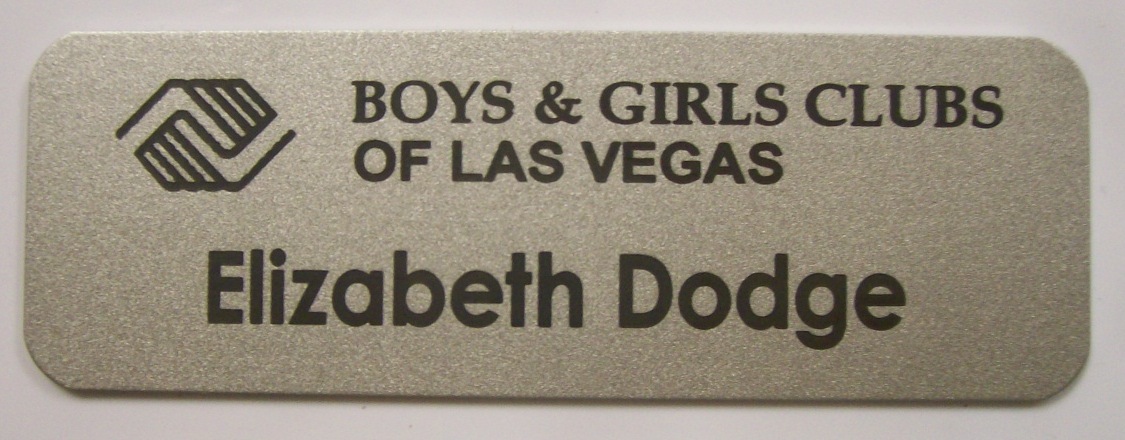 BOYS & GIRLS CLUBS
OF LAS VEGAS
Elizabeth Dodge